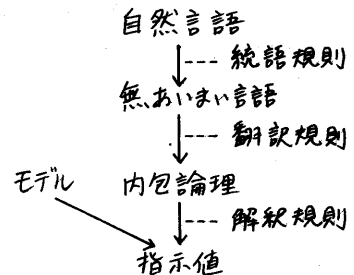 自然言語
--- 統語規則
無あいまい言語
--- 翻訳規則
モデル 内包論理
--- 解釈規則
指示値